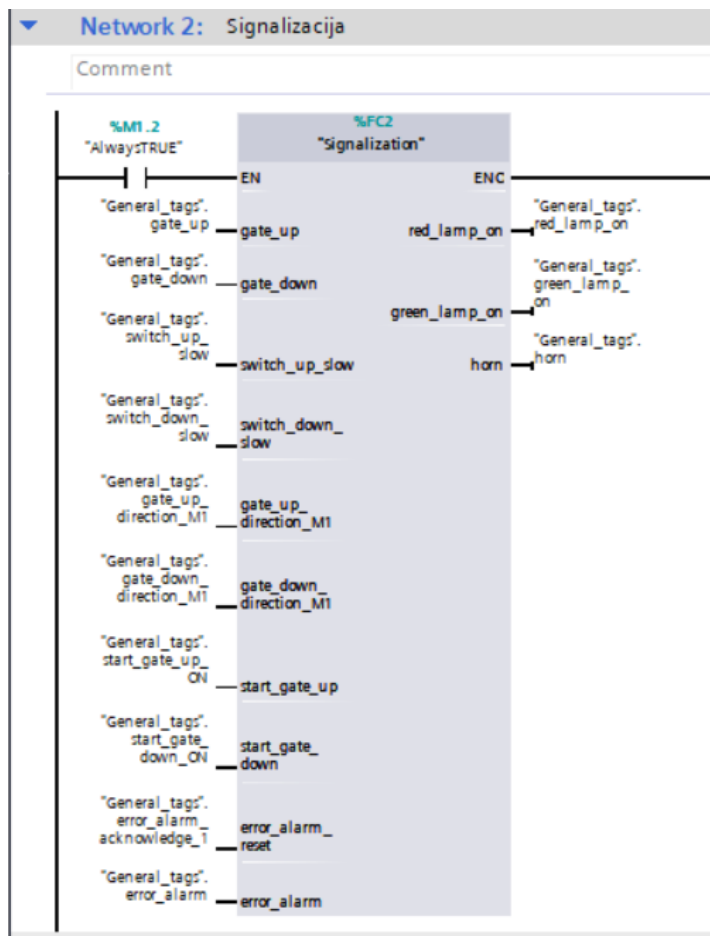 Network 2: Signalizacija
Comment
%M1.2
"AlwaysTRUE"
%FC2
"Signalization"
EN
ENO
"General_tags".
gate_up
gate_up
red_lamp_on
"General_tags".
red_lamp_on
"General_tags".
gate_down
gate_down
green_lamp_on
"General_tags".
green_lamp_
on
"General_tags".
switch_up_
slow
switch_up_slow
horn
"General_tags".
horn
"General_tags".
switch_down_
slow
switch_down_
slow
"General_tags".
gate_up_
direction_M1
gate_up_
direction_M1
"General_tags".
gate_down_
direction_M1
gate_down_
direction_M1
"General_tags".
start_gate_up_
ON
start_gate_up
"General_tags".
start_gate_
down_ON
start_gate_
down
"General_tags".
error_alarm_
acknowledge_1
error_alarm_
reset
"General_tags".
error_alarm
error_alarm